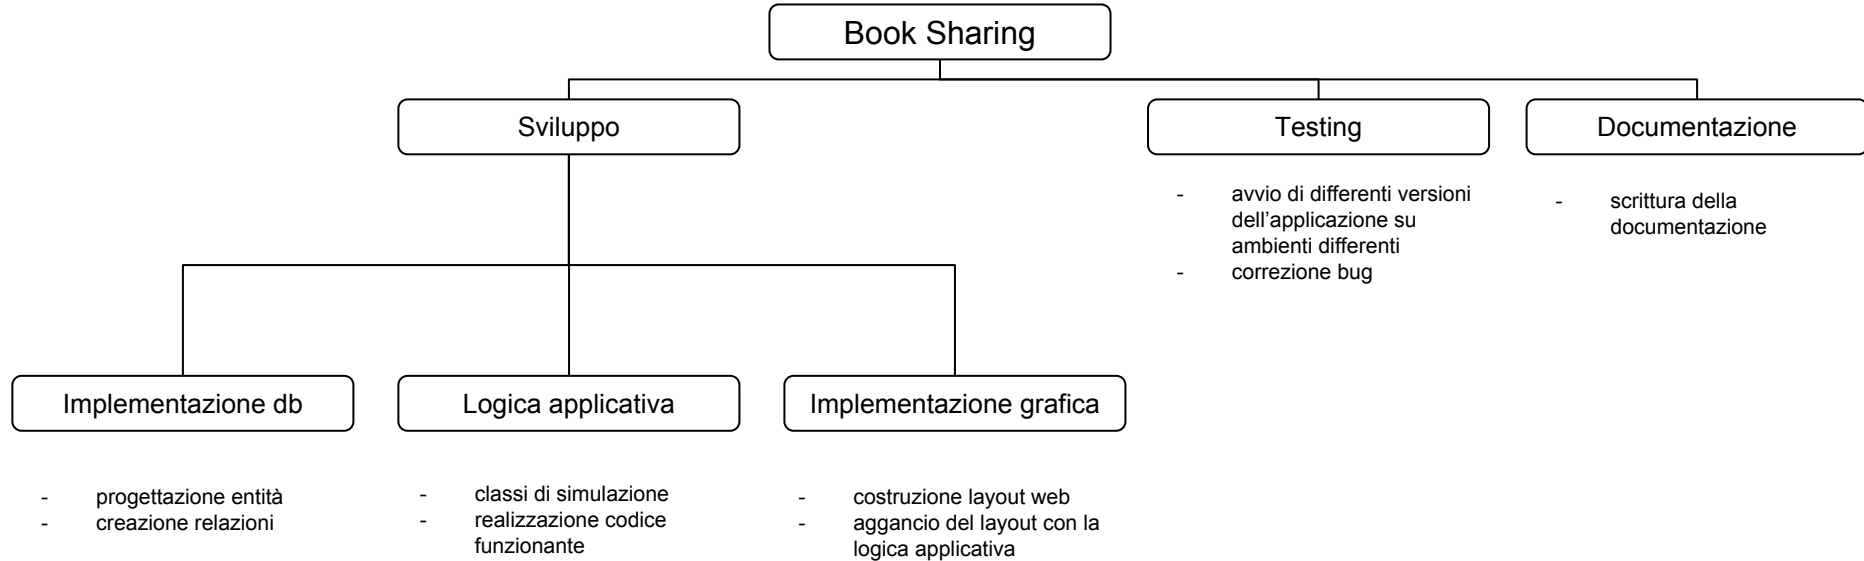 Book Sharing
Sviluppo
Testing
Documentazione
- avvio di differenti versioni
dell’applicazione su
ambienti differenti
- correzione bug
- scrittura della
documentazione
Implementazione db
Logica applicativa
Implementazione grafica
- progettazione entità
- creazione relazioni
- classi di simulazione
- realizzazione codice
funzionante
- costruzione layout web
- aggancio del layout con la
logica applicativa